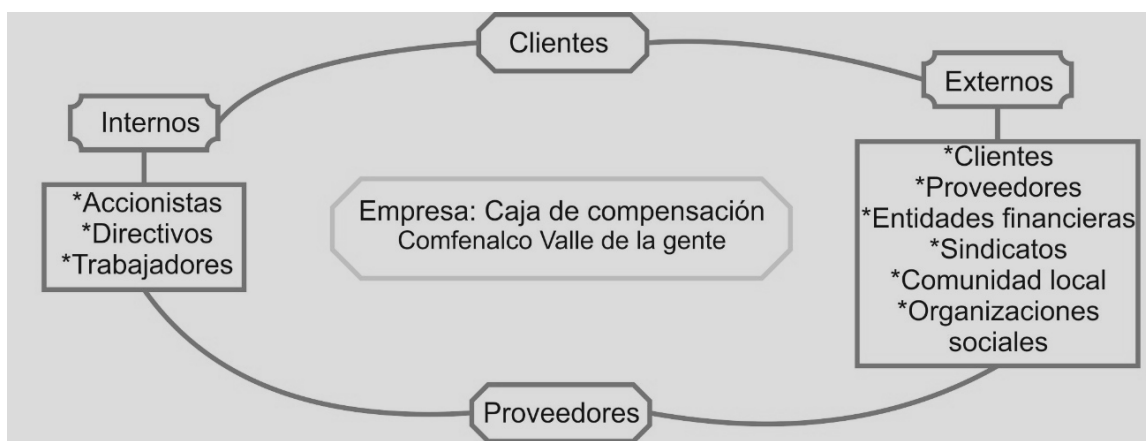 Clientes
Internos
Externos
*Accionistas
*Directivos
*Trabajadores
Empresa: Caja de compensación
Comfenalco Valle de la gente
*Clientes
*Proveedores
*Entidades financieras
*Sindicatos
*Comunidad local
*Organizaciones
sociales
Proveedores